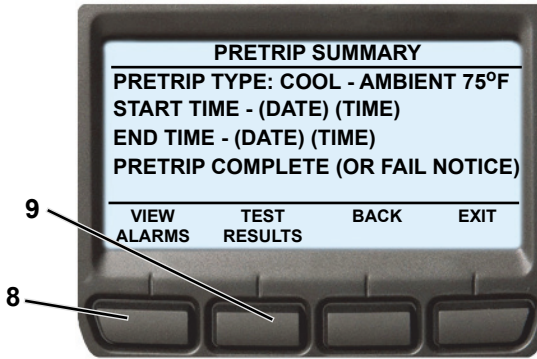 PRETRIP SUMMARY
PRETRIP TYPE: COOL - AMBIENT 75ºF
START TIME - (DATE) (TIME)
END TIME - (DATE) (TIME)
PRETRIP COMPLETE (OR FAIL NOTICE)
VIEW ALARMS TEST RESULTS BACK EXIT
9
8